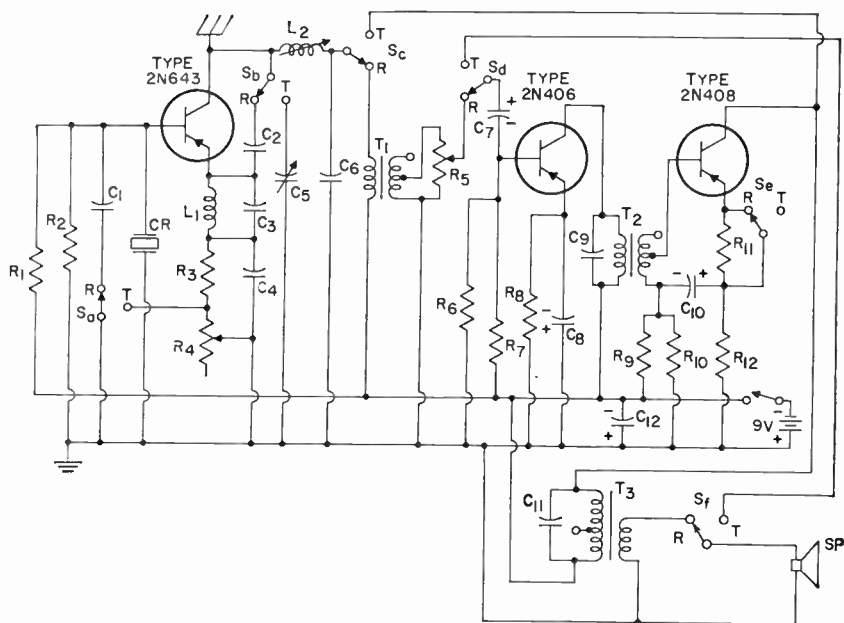 L2
T
Sc
R
TYPE
2N643
Sb
R
T
T
Sd
R
TYPE
2N406
TYPE
2N408
C2
C7
+
-
C1
R2
R1
CR
L1
C3
C5
C6
T1
R5
Se
R
T
T2
C9
R11
R3
C4
R
Sa
T
R4
R6
R7
R8
-
+
C8
-
+
C10
R9
R10
R12
-
C12
+
9V
-
+
C11
T3
Sf
R
T
SP